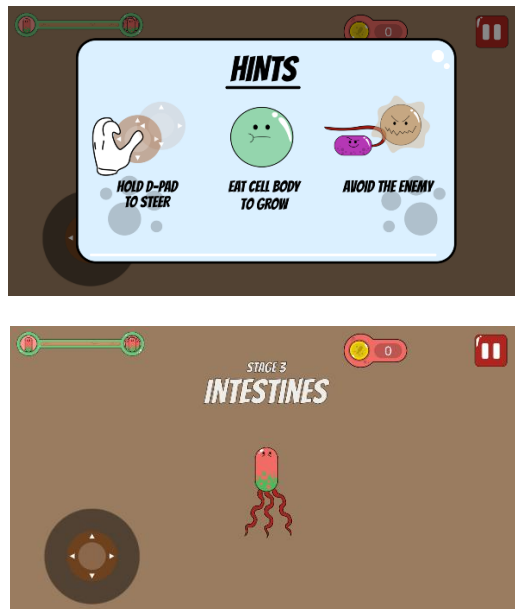 0
HINTS
HOLD D-PAD
TO STEER
EAT CELL BODY
TO GROW
AVOID THE ENEMY
0
STAGE 3
INTESTINES